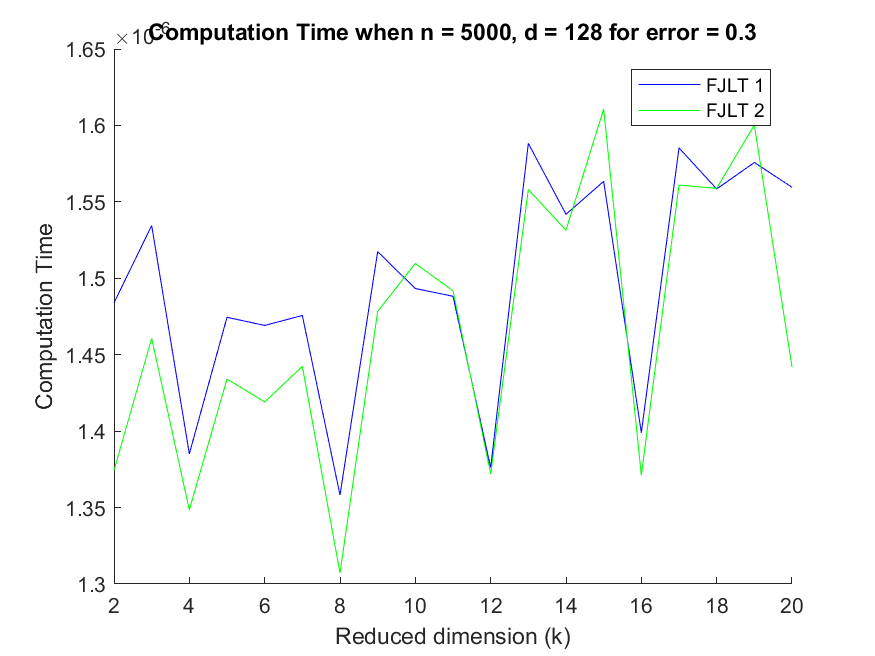 Computation Time when n = 5000, d = 128 for error = 0.3
×10-6
1.65
1.6
1.55
1.5
1.45
1.4
1.35
1.3
Computation Time
FJLT 1
FJLT 2
2 4 6 8 10 12 14 16 18 20
Reduced dimension (k)